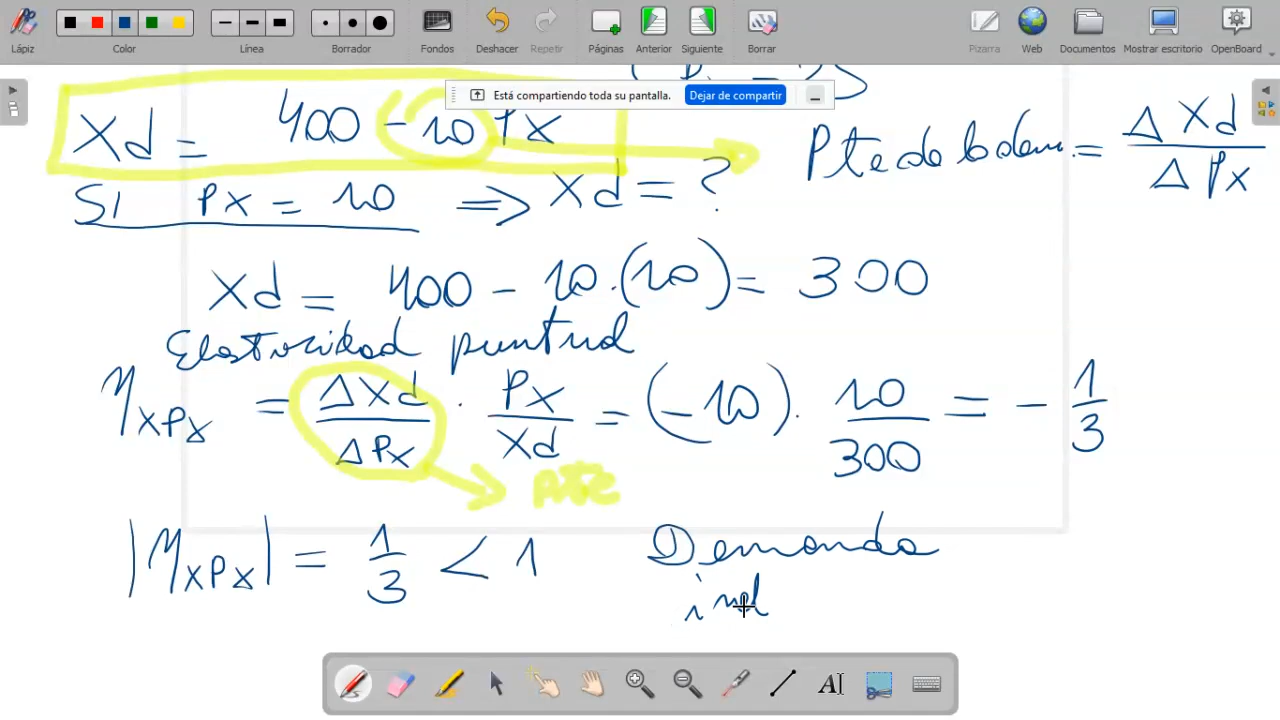 Lápiz Color Línea Borrador Fondos Deshacer Repetir Páginas Anterior Siguiente Borrar Pizarra Web Documentos Mostrar escritorio OpenBoard
Está compartiendo toda su pantalla. Dejar de compartir
Xd = 400 - 10 Px
Pte de la dem. = ΔXd / ΔPx
Si Px = 10 ⇒ Xd = ?
Xd = 400 - 10 · (10) = 300
Elasticidad puntual
ηXPx = ΔXd / ΔPx · Px / Xd = (-10) · 10 / 300 = - 1 / 3
Pte
|ηXPx| = 1 / 3 < 1 Demanda
inel